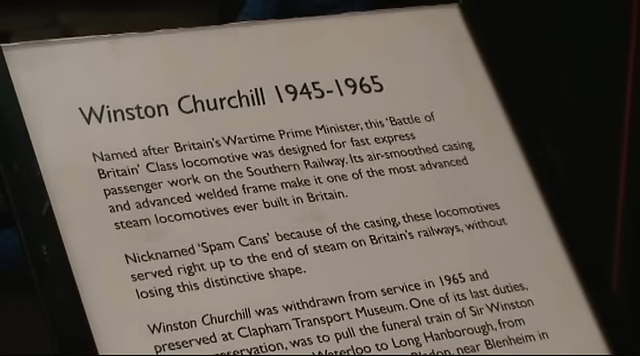 Winston Churchill 1945-1965
Named after Britain's Wartime Prime Minister, this 'Battle of
Britain' Class locomotive was designed for fast express
passenger work on the Southern Railway. Its air-smoothed casing
and advanced welded frame make it one of the most advanced
steam locomotives ever built in Britain.
Nicknamed 'Spam Cans' because of the casing, these locomotives
served right up to the end of steam on Britain's railways, without
losing this distinctive shape.
Winston Churchill was withdrawn from service in 1965 and
preserved at Clapham Transport Museum. One of its last duties,
was to pull the funeral train of Sir Winston
Waterloo to Long Hanborough, from
near Blenheim in